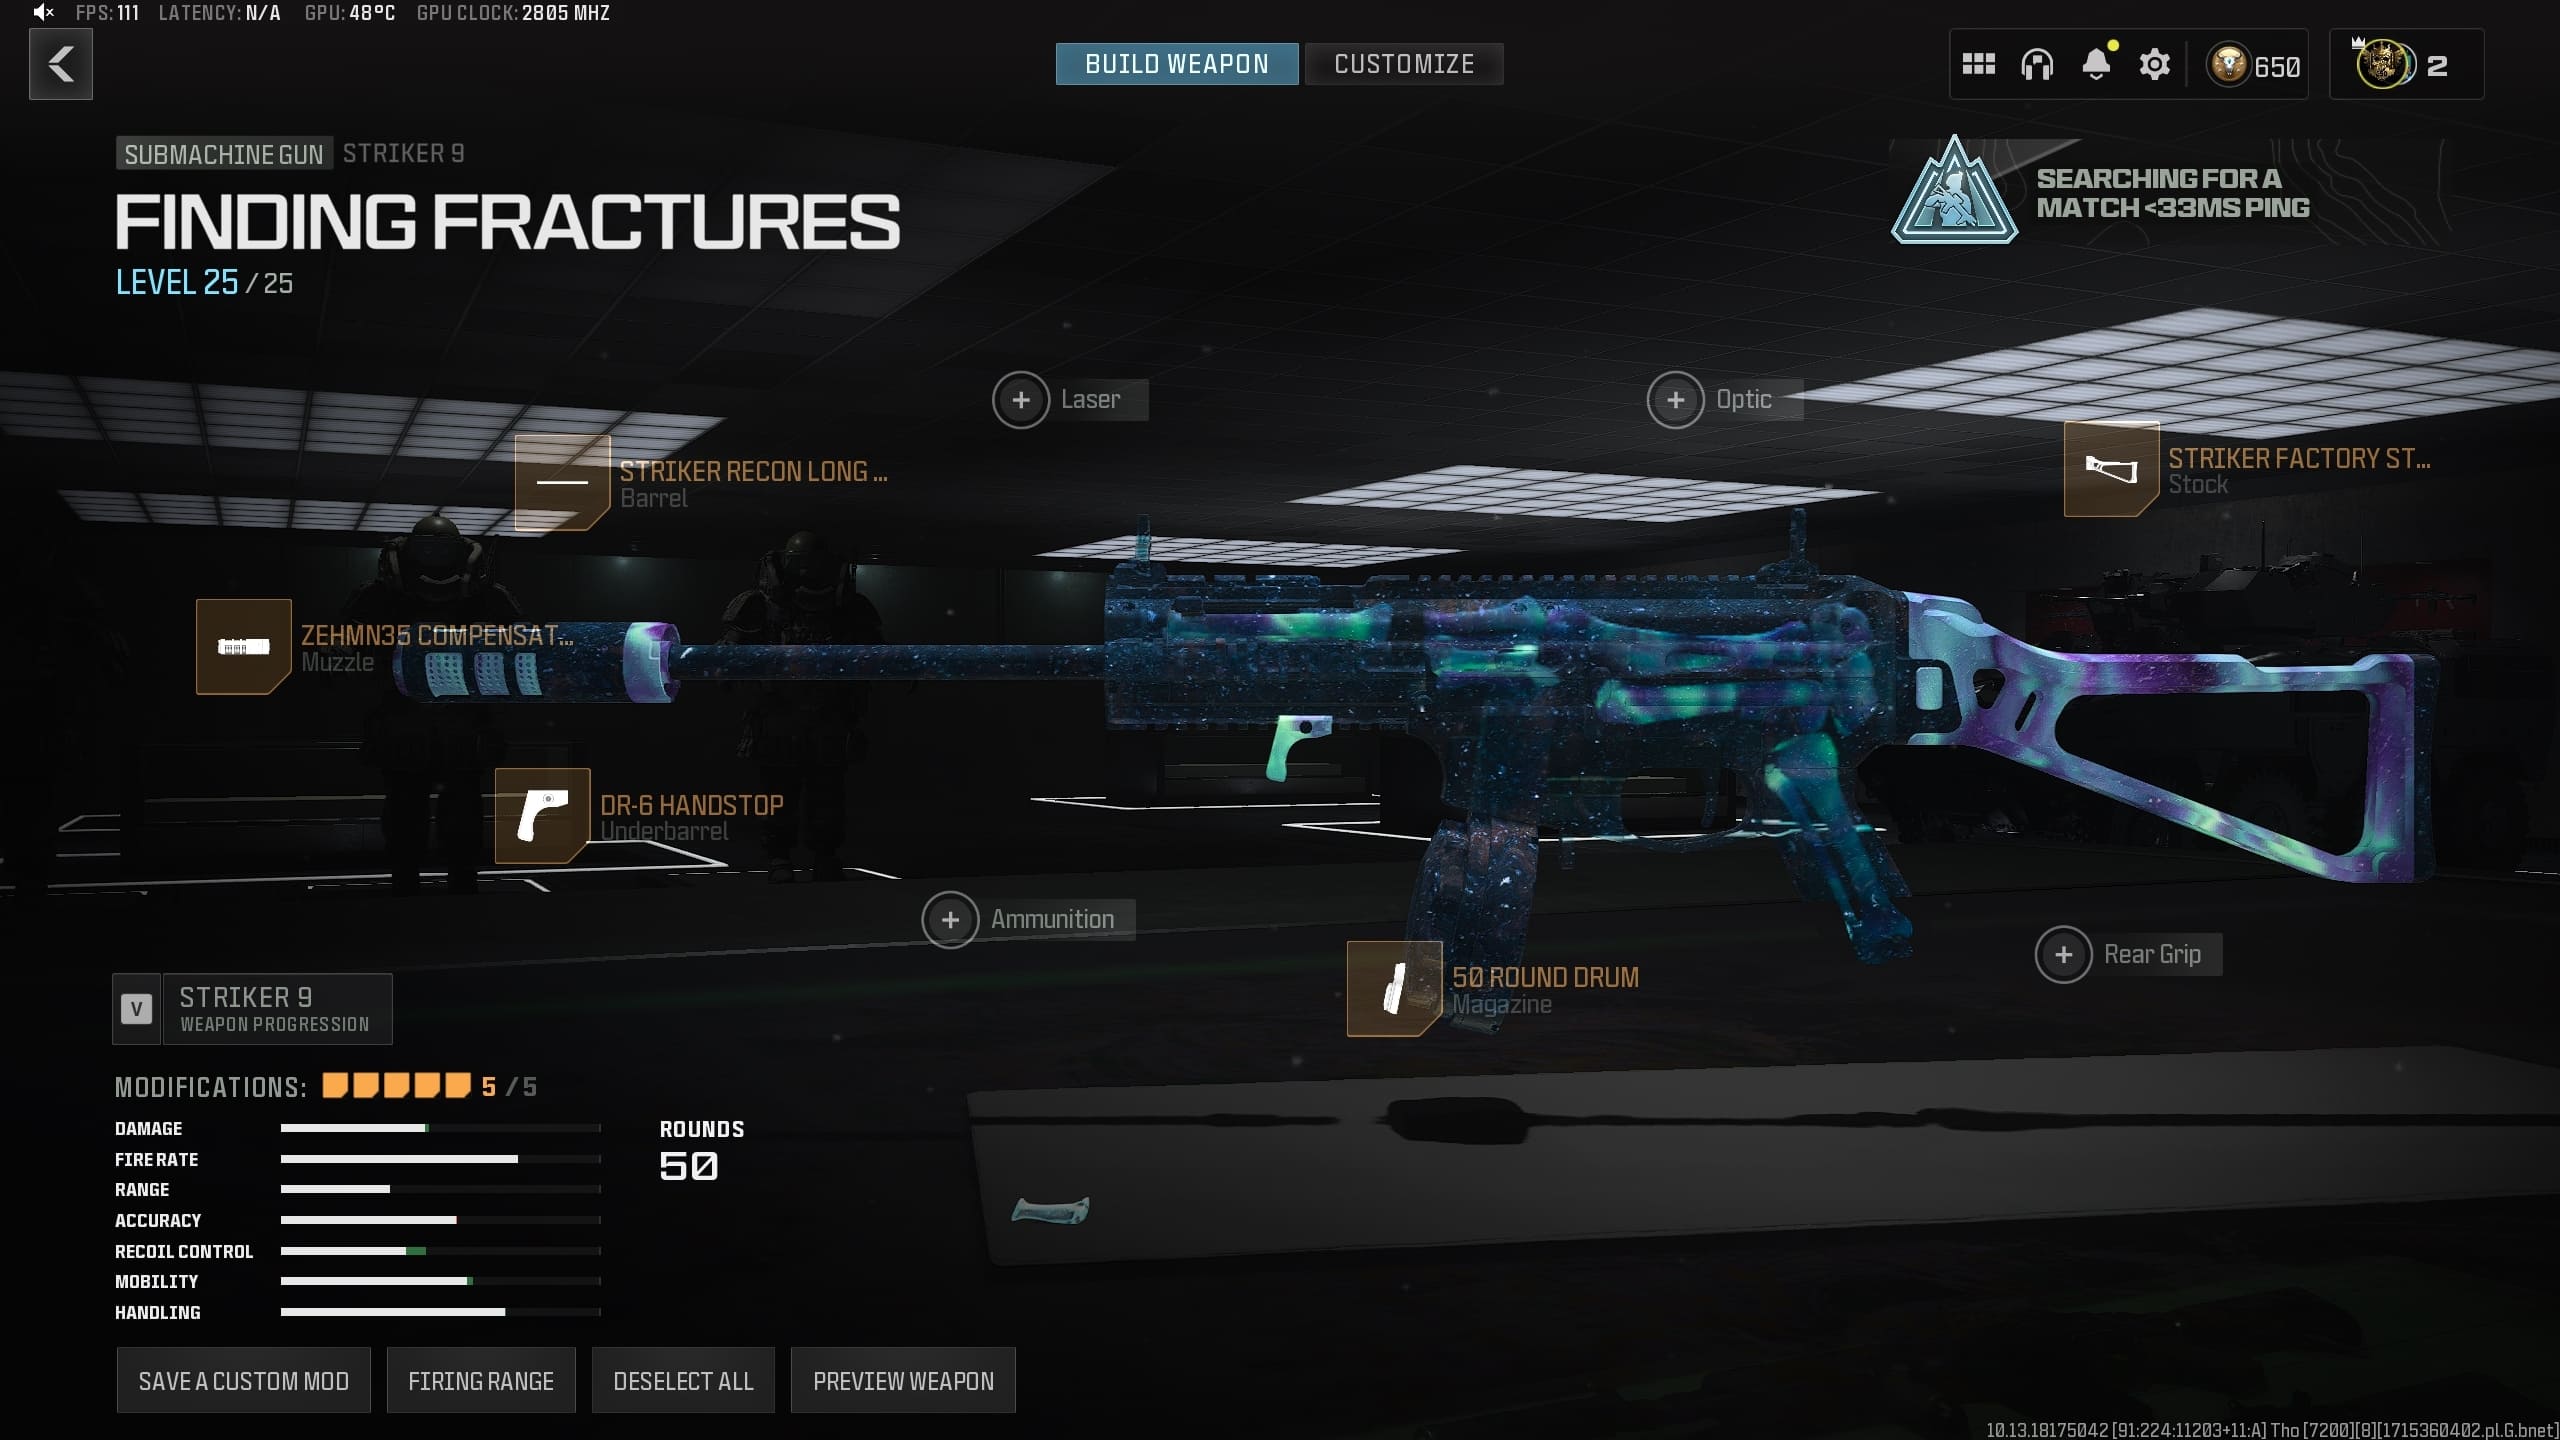 FPS: 111 LATENCY: N/A GPU: 48°C GPU CLOCK: 2805 MHZ
BUILD WEAPON CUSTOMIZE
650
2
SUBMACHINE GUN STRIKER 9
FINDING FRACTURES
LEVEL 25 / 25
SEARCHING FOR A
MATCH <33MS PING
+ Laser
+ Optic
STRIKER RECON LONG ...
Barrel
STRIKER FACTORY ST...
Stock
ZEHMN35 COMPENSAT...
Muzzle
DR-6 HANDSTOP
Underbarrel
+ Ammunition
+ Rear Grip
50 ROUND DRUM
Magazine
V STRIKER 9
WEAPON PROGRESSION
MODIFICATIONS: 5 / 5
DAMAGE
FIRE RATE
RANGE
ACCURACY
RECOIL CONTROL
MOBILITY
HANDLING
ROUNDS
50
SAVE A CUSTOM MOD FIRING RANGE DESELECT ALL PREVIEW WEAPON
10.13.18175042 [91:224:11203+11:A] Tho [7200][8][1715360402.pl.G.bnet]